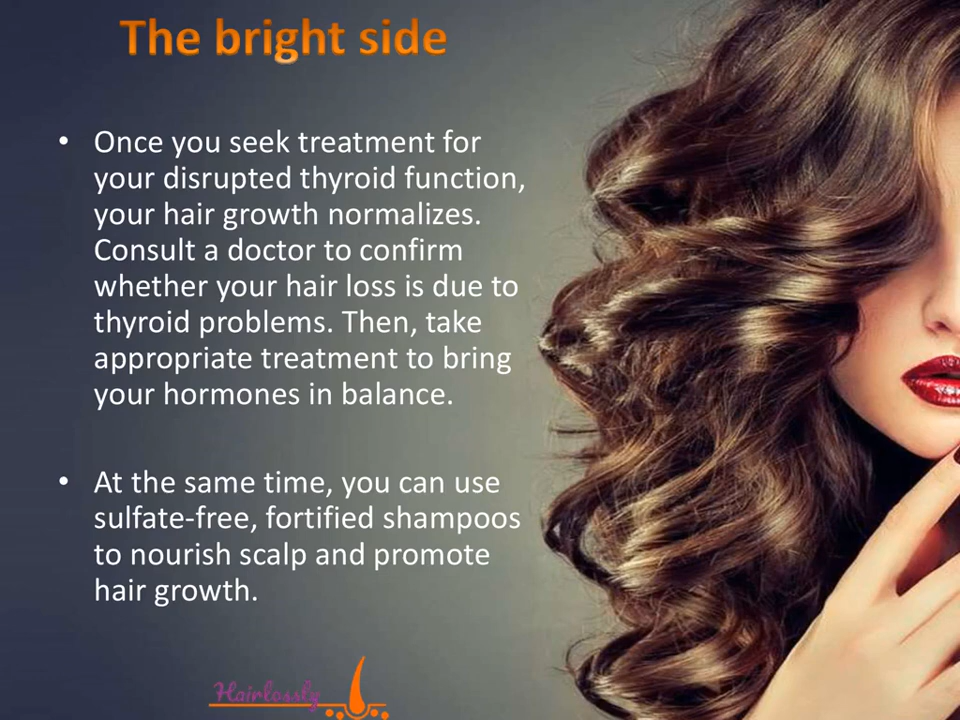 The bright side
• Once you seek treatment for
your disrupted thyroid function,
your hair growth normalizes.
Consult a doctor to confirm
whether your hair loss is due to
thyroid problems. Then, take
appropriate treatment to bring
your hormones in balance.
• At the same time, you can use
sulfate-free, fortified shampoos
to nourish scalp and promote
hair growth.
Hairlossly